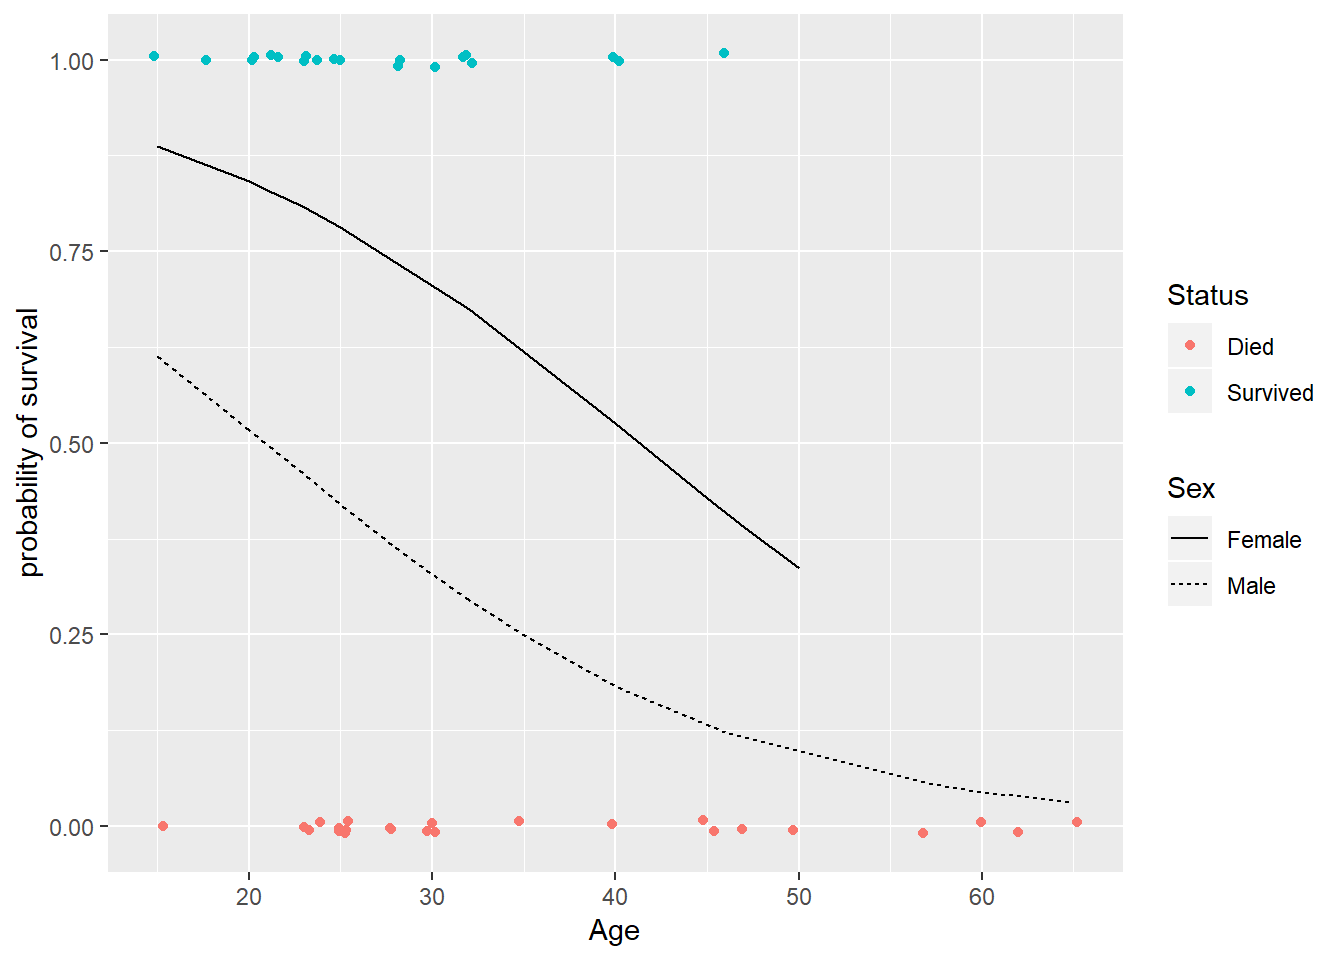 1.00
0.75
0.50
0.25
0.00
probability of survival
20 30 40 50 60
Age
Status
Died
Survived
Sex
Female
Male